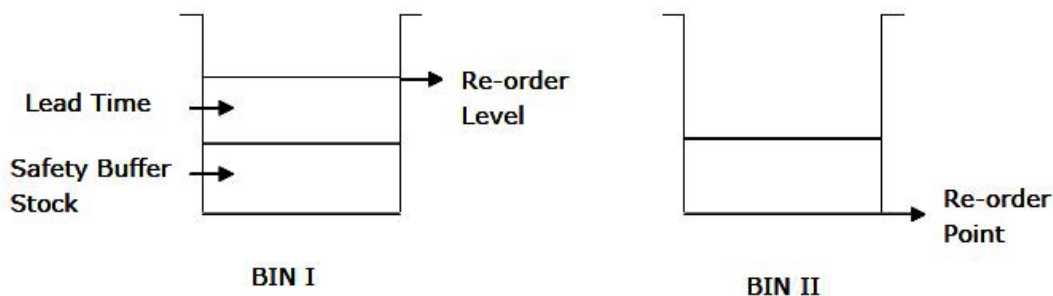 Lead Time
Safety Buffer
Stock
Re-order
Level
BIN I
Re-order
Point
BIN II